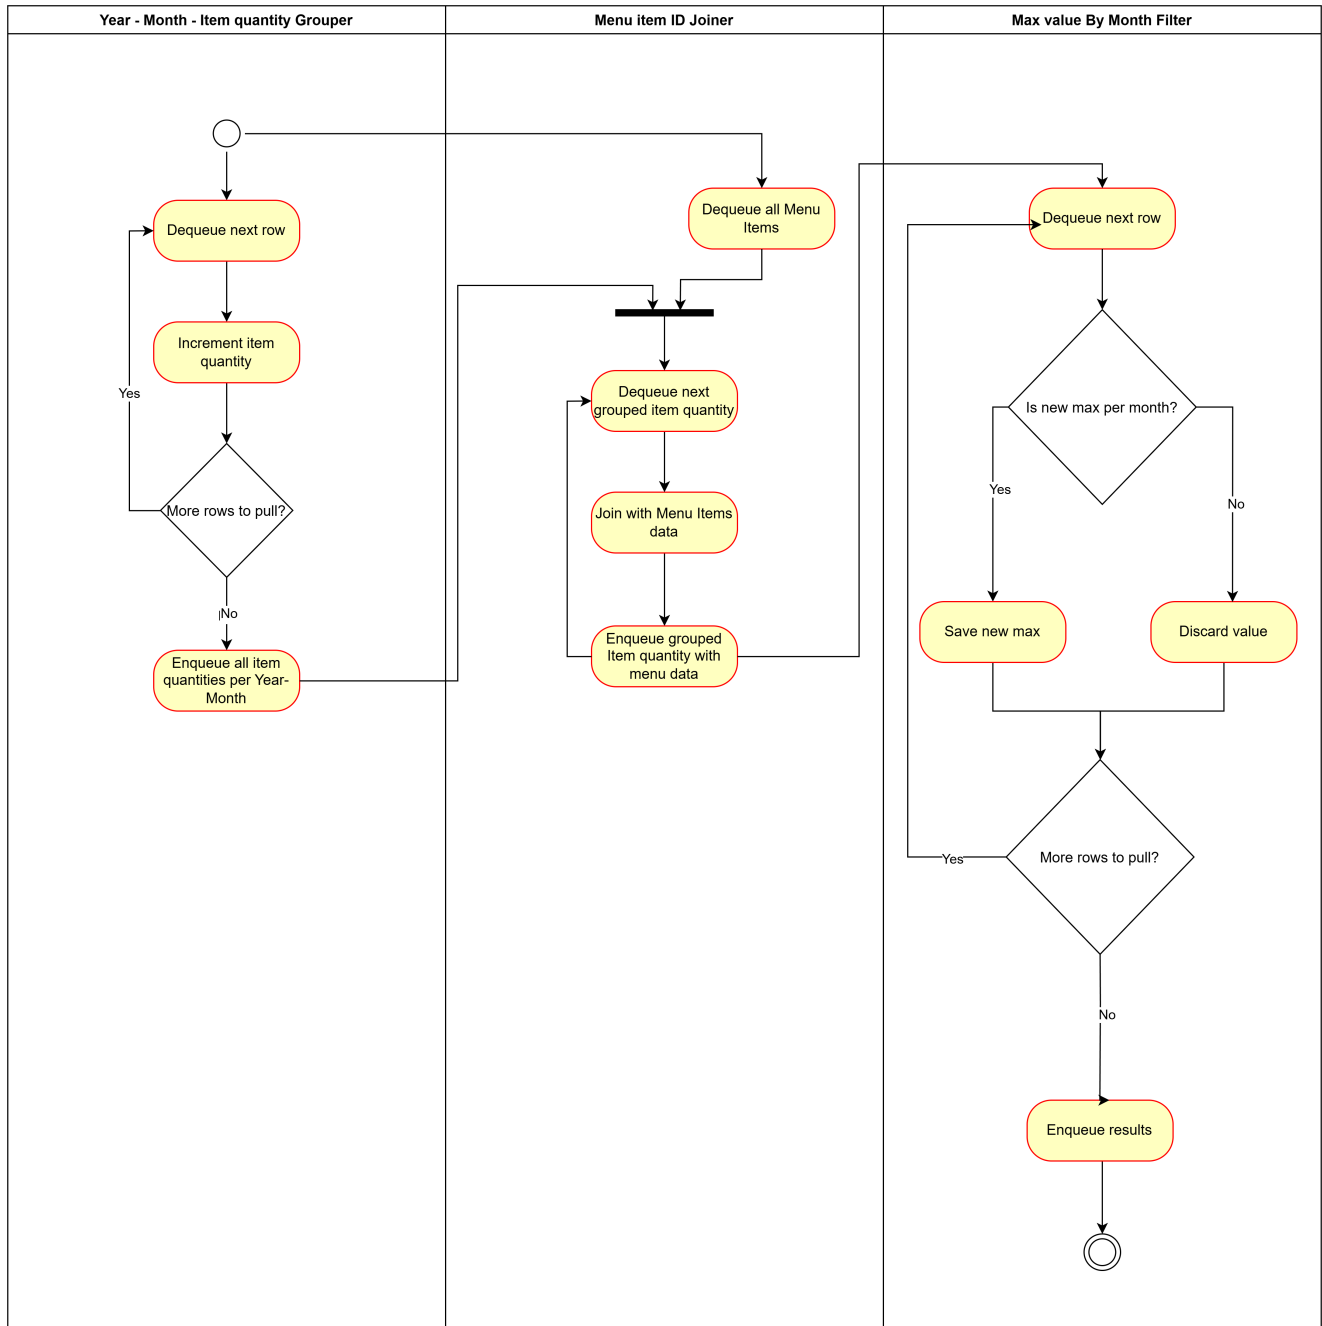 Year - Month - Item quantity Grouper
Menu item ID Joiner
Max value By Month Filter
Dequeue next row
Increment item
quantity
Yes
More rows to pull?
No
Enqueue all item
quantities per Year-
Month
Dequeue all Menu
Items
Dequeue next
grouped item quantity
Join with Menu Items
data
Enqueue grouped
Item quantity with
menu data
Dequeue next row
Is new max per month?
Yes
No
Save new max
Discard value
More rows to pull?
Yes
No
Enqueue results